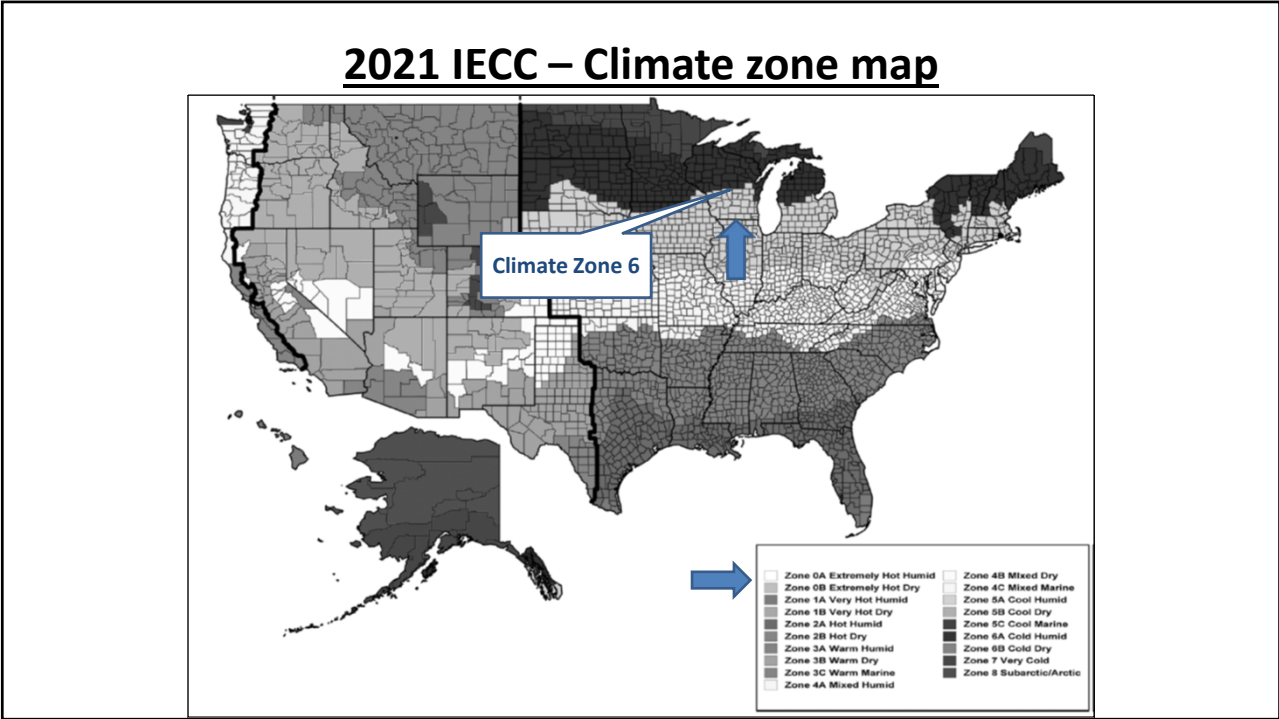 2021 IECC – Climate zone map
Climate Zone 6
Zone 0A Extremely Hot Humid
Zone 0B Extremely Hot Dry
Zone 1A Very Hot Humid
Zone 1B Very Hot Dry
Zone 2A Hot Humid
Zone 2B Hot Dry
Zone 3A Warm Humid
Zone 3B Warm Dry
Zone 3C Warm Marine
Zone 4A Mixed Humid
Zone 4B Mixed Dry
Zone 4C Mixed Marine
Zone 5A Cool Humid
Zone 5B Cool Dry
Zone 5C Cool Marine
Zone 6A Cold Humid
Zone 6B Cold Dry
Zone 7 Very Cold
Zone 8 Subarctic/Arctic